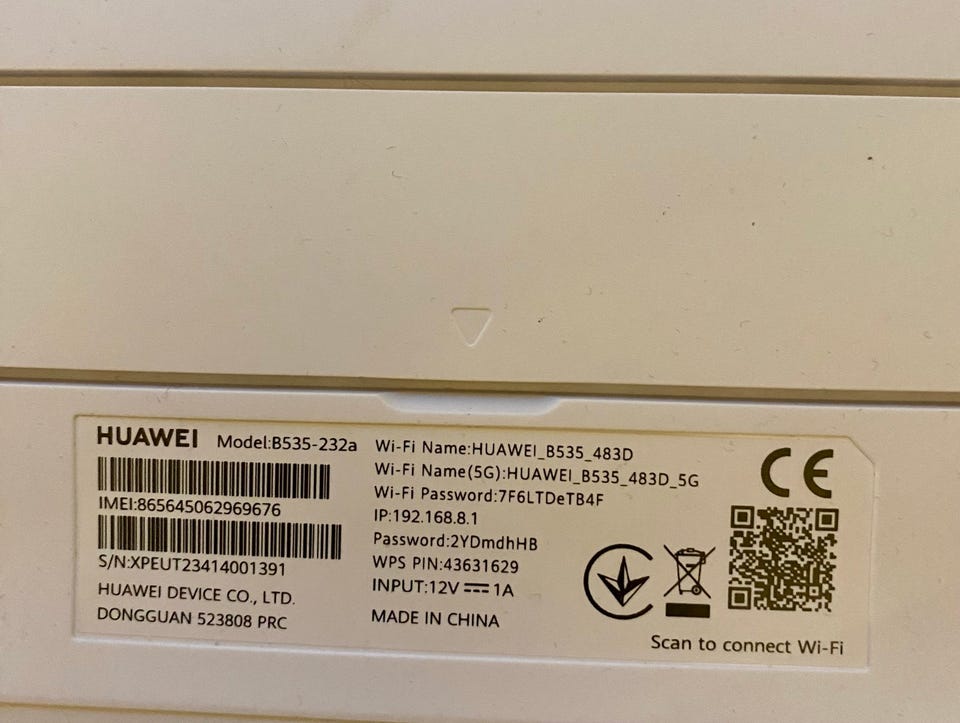 HUAWEI Model:B535-232a
IMEI:865645062969676
S/N:XPEUT23414001391
HUAWEI DEVICE CO., LTD.
DONGGUAN 523808 PRC
Wi-Fi Name:HUAWEI_B535_483D
Wi-Fi Name(5G):HUAWEI_B535_483D_5G
Wi-Fi Password:7F6LTDeTB4F
IP:192.168.8.1
Password:2YDmdhHB
WPS PIN:43631629
INPUT:12V⎓1A
MADE IN CHINA
CE
Scan to connect Wi-Fi